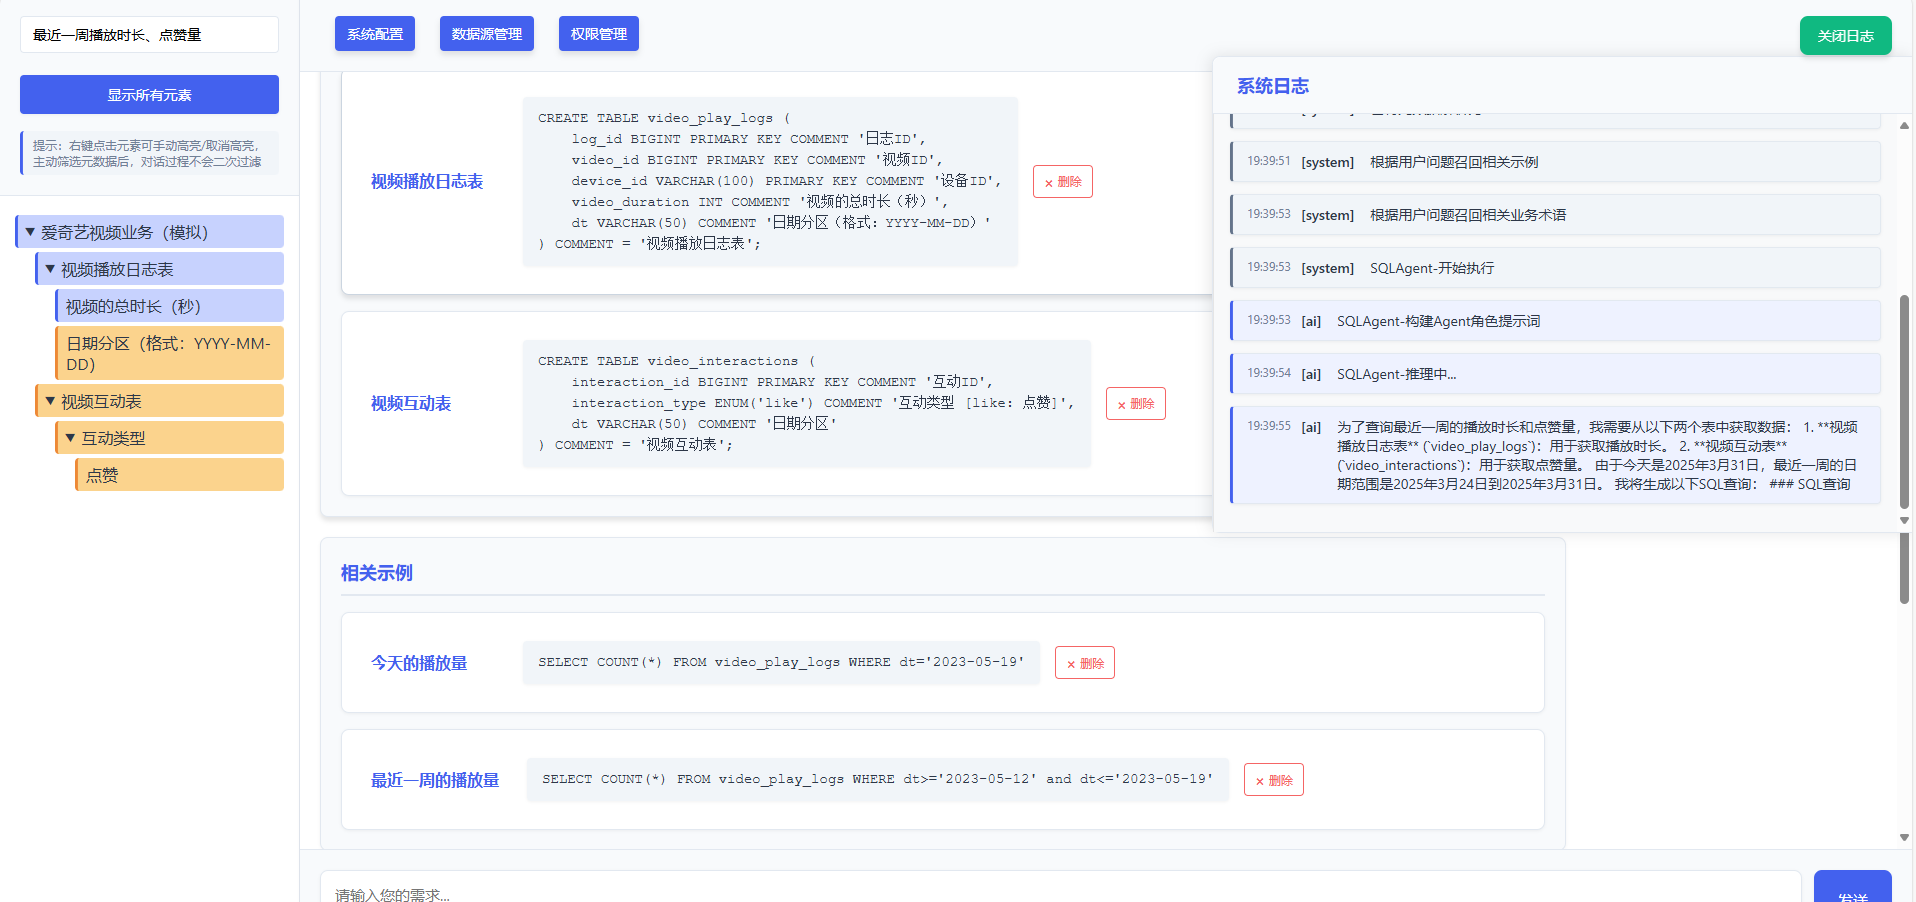 最近一周播放时长、点赞量
显示所有元素
提示：右键点击元素可手动高亮/取消高亮，
主动筛选元数据后，对话过程不会二次过滤
▼ 爱奇艺视频业务（模拟）
▼ 视频播放日志表
视频的总时长（秒）
日期分区（格式：YYYY-MM-
DD）
▼ 视频互动表
▼ 互动类型
点赞
系统配置
数据源管理
权限管理
关闭日志
视频播放日志表
CREATE TABLE video_play_logs (
log_id BIGINT PRIMARY KEY COMMENT '日志ID',
video_id BIGINT PRIMARY KEY COMMENT '视频ID',
device_id VARCHAR(100) PRIMARY KEY COMMENT '设备ID',
video_duration INT COMMENT '视频的总时长（秒）',
dt VARCHAR(50) COMMENT '日期分区（格式：YYYY-MM-DD）'
) COMMENT = '视频播放日志表';
× 删除
视频互动表
CREATE TABLE video_interactions (
interaction_id BIGINT PRIMARY KEY COMMENT '互动ID',
interaction_type ENUM('like') COMMENT '互动类型 [like: 点赞]',
dt VARCHAR(50) COMMENT '日期分区'
) COMMENT = '视频互动表';
× 删除
相关示例
今天的播放量
SELECT COUNT(*) FROM video_play_logs WHERE dt='2023-05-19'
× 删除
最近一周的播放量
SELECT COUNT(*) FROM video_play_logs WHERE dt>='2023-05-12' and dt<='2023-05-19'
× 删除
系统日志
19:39:51 [system] 根据用户问题召回相关示例
19:39:53 [system] 根据用户问题召回相关业务术语
19:39:53 [system] SQLAgent-开始执行
19:39:53 [ai] SQLAgent-构建Agent角色提示词
19:39:54 [ai] SQLAgent-推理中...
19:39:55 [ai] 为了查询最近一周的播放时长和点赞量，我需要从以下两个表中获取数据： 1. **视频
播放日志表** (`video_play_logs`)：用于获取播放时长。 2. **视频互动表**
(`video_interactions`)：用于获取点赞量。 由于今天是2025年3月31日，最近一周的日
期范围是2025年3月24日到2025年3月31日。 我将生成以下SQL查询： ### SQL查询
请输入您的需求...
发送